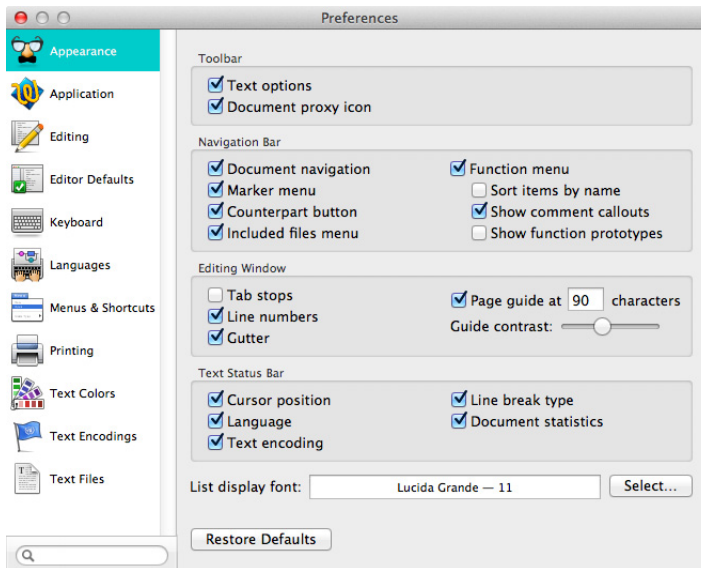 Preferences
Appearance
Application
Editing
Editor Defaults
Keyboard
Languages
Menus & Shortcuts
Printing
Text Colors
Text Encodings
Text Files
Toolbar
Text options
Document proxy icon
Navigation Bar
Document navigation
Marker menu
Counterpart button
Included files menu
Function menu
Sort items by name
Show comment callouts
Show function prototypes
Editing Window
Tab stops
Line numbers
Gutter
Page guide at 90 characters
Guide contrast:
Text Status Bar
Cursor position
Language
Text encoding
Line break type
Document statistics
List display font: Lucida Grande — 11 Select...
Restore Defaults